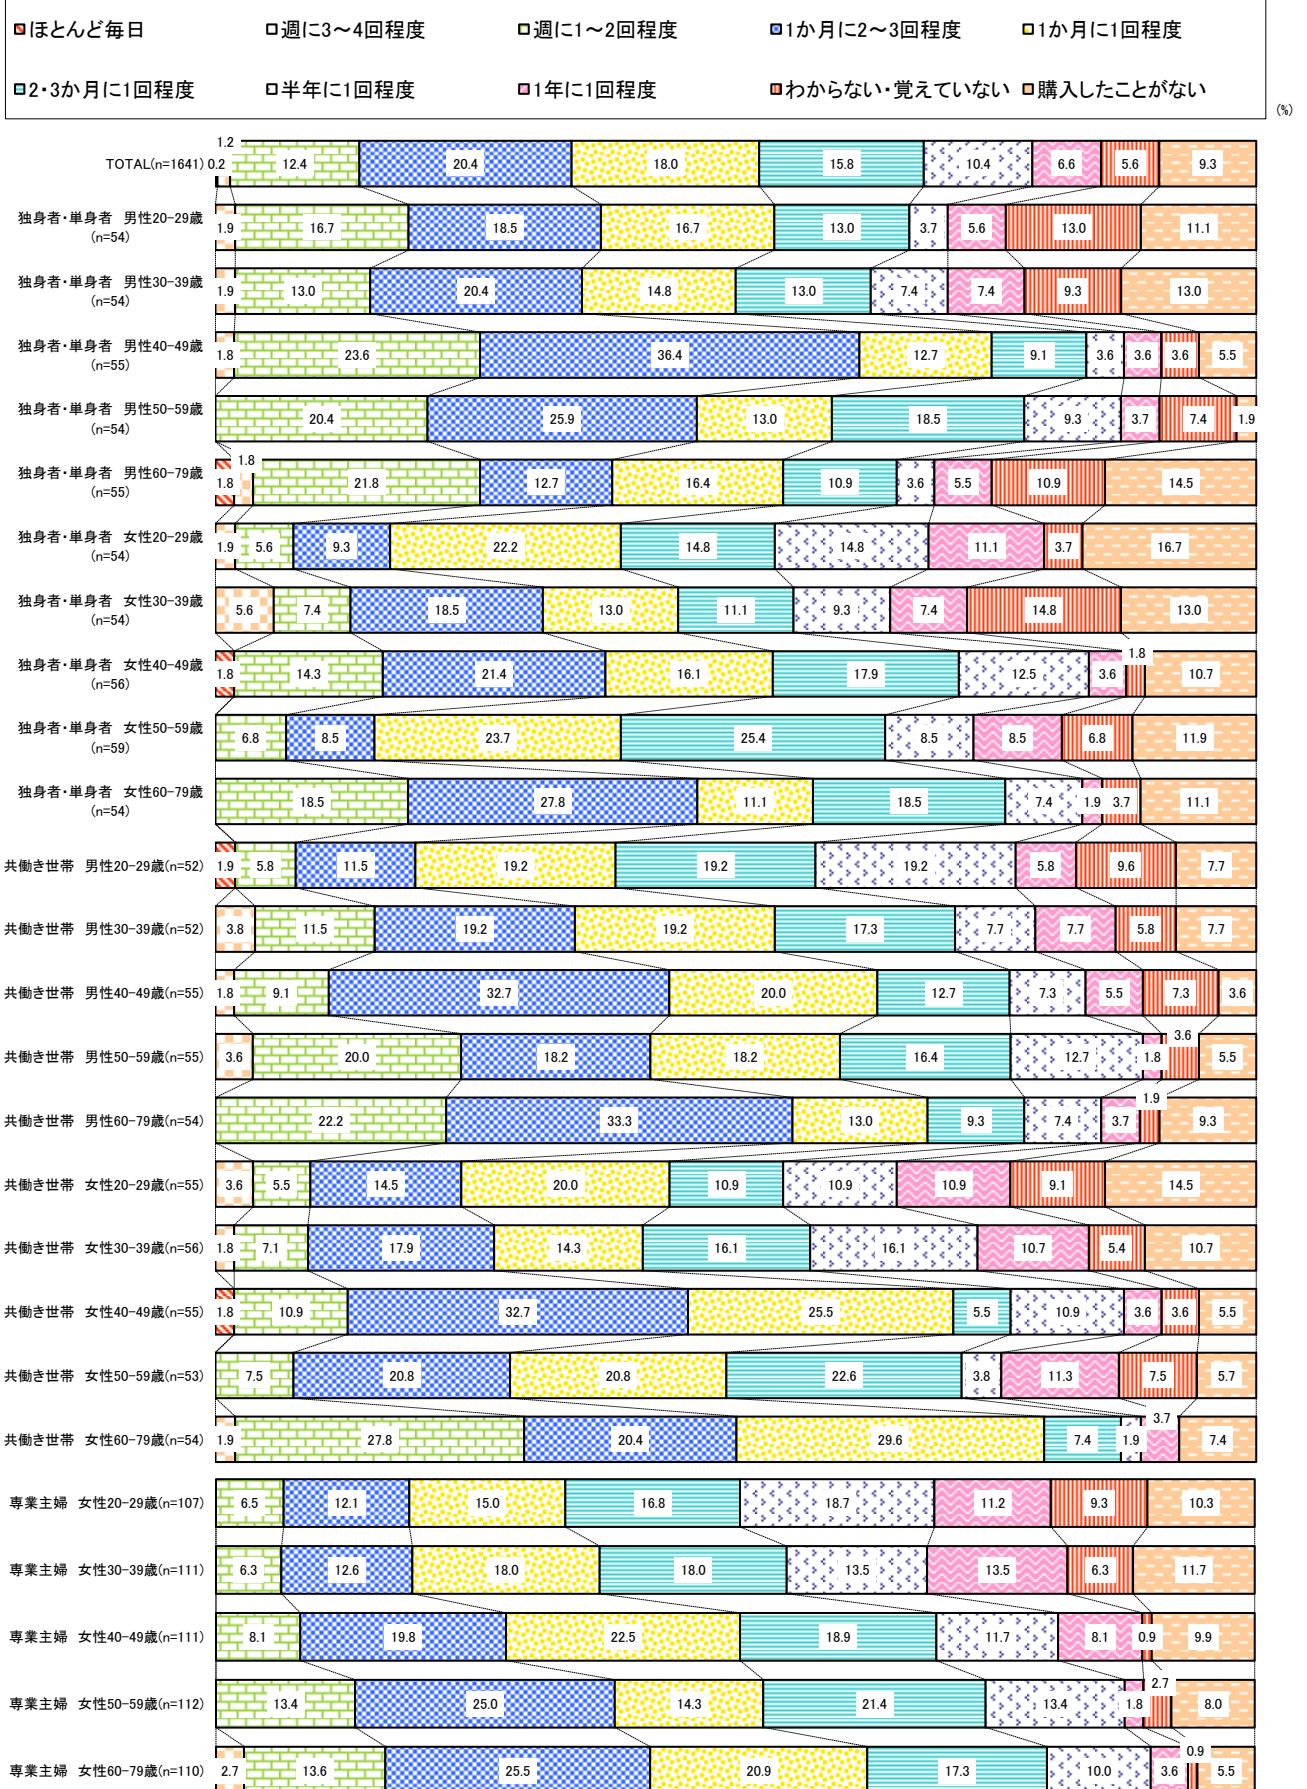 ほとんど毎日 週に3～4回程度 週に1～2回程度 1か月に2～3回程度 1か月に1回程度
2・3か月に1回程度 半年に1回程度 1年に1回程度 わからない・覚えていない 購入したことがない
(%)
TOTAL(n=1641) 0.2 1.2 12.4 20.4 18.0 15.8 10.4 6.6 5.6 9.3
独身者・単身者 男性20-29歳
(n=54) 1.9 16.7 18.5 16.7 13.0 3.7 5.6 13.0 11.1
独身者・単身者 男性30-39歳
(n=54) 1.9 13.0 20.4 14.8 13.0 7.4 7.4 9.3 13.0
独身者・単身者 男性40-49歳
(n=55) 1.8 23.6 36.4 12.7 9.1 3.6 3.6 3.6 5.5
独身者・単身者 男性50-59歳
(n=54) 20.4 25.9 13.0 18.5 9.3 3.7 7.4 1.9
独身者・単身者 男性60-79歳
(n=55) 1.8 1.8 21.8 12.7 16.4 10.9 3.6 5.5 10.9 14.5
独身者・単身者 女性20-29歳
(n=54) 1.9 5.6 9.3 22.2 14.8 14.8 11.1 3.7 16.7
独身者・単身者 女性30-39歳
(n=54) 5.6 7.4 18.5 13.0 11.1 9.3 7.4 14.8 13.0
独身者・単身者 女性40-49歳
(n=56) 1.8 14.3 21.4 16.1 17.9 12.5 3.6 1.8 10.7
独身者・単身者 女性50-59歳
(n=59) 6.8 8.5 23.7 25.4 8.5 8.5 6.8 11.9
独身者・単身者 女性60-79歳
(n=54) 18.5 27.8 11.1 18.5 7.4 1.9 3.7 11.1
共働き世帯 男性20-29歳(n=52) 1.9 5.8 11.5 19.2 19.2 19.2 5.8 9.6 7.7
共働き世帯 男性30-39歳(n=52) 3.8 11.5 19.2 19.2 17.3 7.7 7.7 5.8 7.7
共働き世帯 男性40-49歳(n=55) 1.8 9.1 32.7 20.0 12.7 7.3 5.5 7.3 3.6
共働き世帯 男性50-59歳(n=55) 3.6 20.0 18.2 18.2 16.4 12.7 1.8 3.6 5.5
共働き世帯 男性60-79歳(n=54) 22.2 33.3 13.0 9.3 7.4 3.7 1.9 9.3
共働き世帯 女性20-29歳(n=55) 3.6 5.5 14.5 20.0 10.9 10.9 10.9 9.1 14.5
共働き世帯 女性30-39歳(n=56) 1.8 7.1 17.9 14.3 16.1 16.1 10.7 5.4 10.7
共働き世帯 女性40-49歳(n=55) 1.8 10.9 32.7 25.5 5.5 10.9 3.6 3.6 5.5
共働き世帯 女性50-59歳(n=53) 7.5 20.8 20.8 22.6 3.8 11.3 7.5 5.7
共働き世帯 女性60-79歳(n=54) 1.9 27.8 20.4 29.6 7.4 1.9 3.7 7.4
専業主婦 女性20-29歳(n=107) 6.5 12.1 15.0 16.8 18.7 11.2 9.3 10.3
専業主婦 女性30-39歳(n=111) 6.3 12.6 18.0 18.0 13.5 13.5 6.3 11.7
専業主婦 女性40-49歳(n=111) 8.1 19.8 22.5 18.9 11.7 8.1 0.9 9.9
専業主婦 女性50-59歳(n=112) 13.4 25.0 14.3 21.4 13.4 1.8 2.7 8.0
専業主婦 女性60-79歳(n=110) 2.7 13.6 25.5 20.9 17.3 10.0 3.6 0.9 5.5